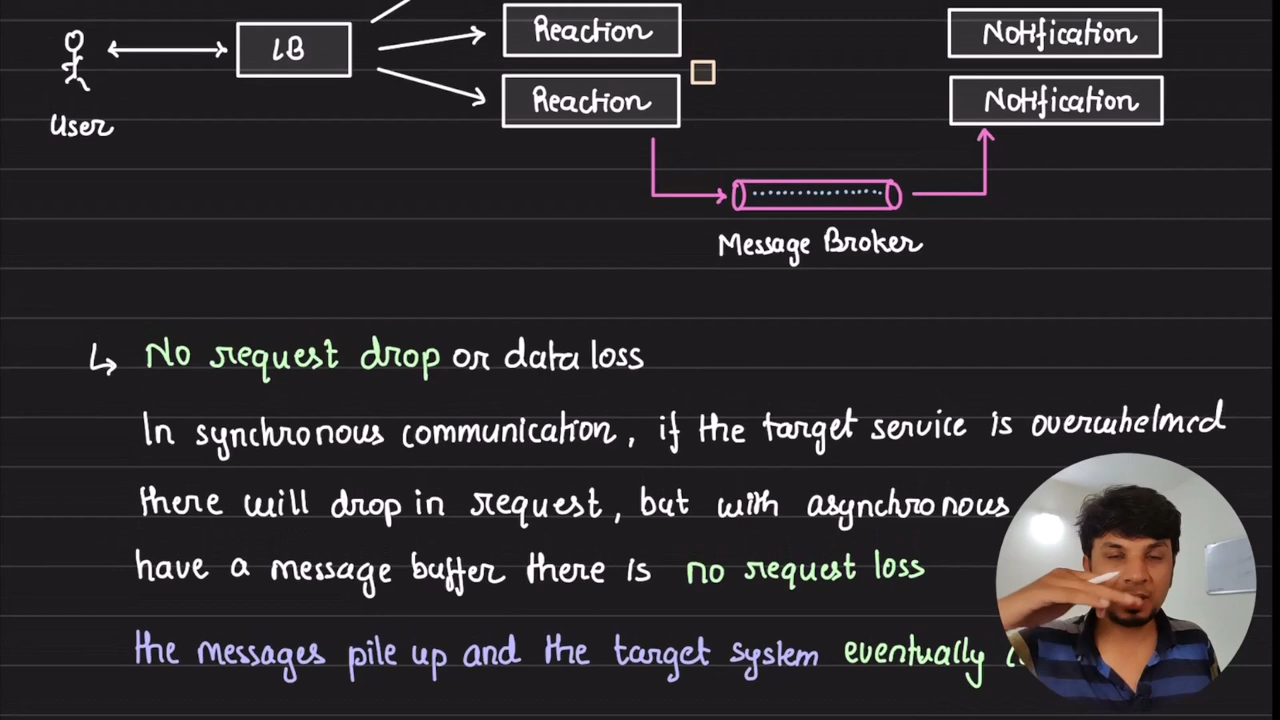 LB
Reaction
Notification
Reaction
Notification
User
Message Broker
↳ No request drop or data loss
In synchronous communication, if the target service is overwhelmed
there will drop in request, but with asynchronous
have a message buffer there is no request loss
the messages pile up and the target system eventually